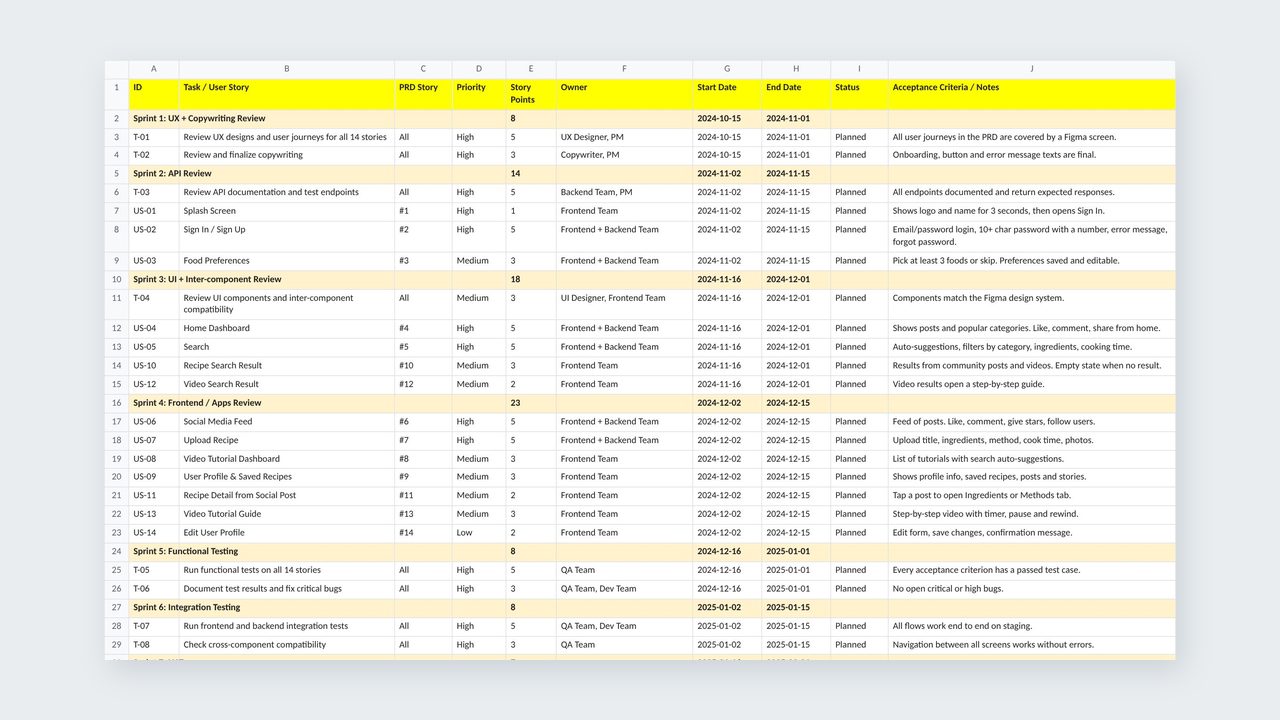 A B C D E F G H I J
1 ID Task / User Story PRD Story Priority Story Points Owner Start Date End Date Status Acceptance Criteria / Notes
2 Sprint 1: UX + Copywriting Review 8 2024-10-15 2024-11-01
3 T-01 Review UX designs and user journeys for all 14 stories All High 5 UX Designer, PM 2024-10-15 2024-11-01 Planned All user journeys in the PRD are covered by a Figma screen.
4 T-02 Review and finalize copywriting All High 3 Copywriter, PM 2024-10-15 2024-11-01 Planned Onboarding, button and error message texts are final.
5 Sprint 2: API Review 14 2024-11-02 2024-11-15
6 T-03 Review API documentation and test endpoints All High 5 Backend Team, PM 2024-11-02 2024-11-15 Planned All endpoints documented and return expected responses.
7 US-01 Splash Screen #1 High 1 Frontend Team 2024-11-02 2024-11-15 Planned Shows logo and name for 3 seconds, then opens Sign In.
8 US-02 Sign In / Sign Up #2 High 5 Frontend + Backend Team 2024-11-02 2024-11-15 Planned Email/password login, 10+ char password with a number, error message,
forgot password.
9 US-03 Food Preferences #3 Medium 3 Frontend + Backend Team 2024-11-02 2024-11-15 Planned Pick at least 3 foods or skip. Preferences saved and editable.
10 Sprint 3: UI + Inter-component Review 18 2024-11-16 2024-12-01
11 T-04 Review UI components and inter-component compatibility All Medium 3 UI Designer, Frontend Team 2024-11-16 2024-12-01 Planned Components match the Figma design system.
12 US-04 Home Dashboard #4 High 5 Frontend + Backend Team 2024-11-16 2024-12-01 Planned Shows posts and popular categories. Like, comment, share from home.
13 US-05 Search #5 High 5 Frontend + Backend Team 2024-11-16 2024-12-01 Planned Auto-suggestions, filters by category, ingredients, cooking time.
14 US-10 Recipe Search Result #10 Medium 3 Frontend Team 2024-11-16 2024-12-01 Planned Results from community posts and videos. Empty state when no result.
15 US-12 Video Search Result #12 Medium 2 Frontend Team 2024-11-16 2024-12-01 Planned Video results open a step-by-step guide.
16 Sprint 4: Frontend / Apps Review 23 2024-12-02 2024-12-15
17 US-06 Social Media Feed #6 High 5 Frontend + Backend Team 2024-12-02 2024-12-15 Planned Feed of posts. Like, comment, give stars, follow users.
18 US-07 Upload Recipe #7 High 5 Frontend + Backend Team 2024-12-02 2024-12-15 Planned Upload title, ingredients, method, cook time, photos.
19 US-08 Video Tutorial Dashboard #8 Medium 3 Frontend Team 2024-12-02 2024-12-15 Planned List of tutorials with search auto-suggestions.
20 US-09 User Profile & Saved Recipes #9 Medium 3 Frontend Team 2024-12-02 2024-12-15 Planned Shows profile info, saved recipes, posts and stories.
21 US-11 Recipe Detail from Social Post #11 Medium 2 Frontend Team 2024-12-02 2024-12-15 Planned Tap a post to open Ingredients or Methods tab.
22 US-13 Video Tutorial Guide #13 Medium 3 Frontend Team 2024-12-02 2024-12-15 Planned Step-by-step video with timer, pause and rewind.
23 US-14 Edit User Profile #14 Low 2 Frontend Team 2024-12-02 2024-12-15 Planned Edit form, save changes, confirmation message.
24 Sprint 5: Functional Testing 8 2024-12-16 2025-01-01
25 T-05 Run functional tests on all 14 stories All High 5 QA Team 2024-12-16 2025-01-01 Planned Every acceptance criterion has a passed test case.
26 T-06 Document test results and fix critical bugs All High 3 QA Team, Dev Team 2024-12-16 2025-01-01 Planned No open critical or high bugs.
27 Sprint 6: Integration Testing 8 2025-01-02 2025-01-15
28 T-07 Run frontend and backend integration tests All High 5 QA Team, Dev Team 2025-01-02 2025-01-15 Planned All flows work end to end on staging.
29 T-08 Check cross-component compatibility All High 3 QA Team 2025-01-02 2025-01-15 Planned Navigation between all screens works without errors.